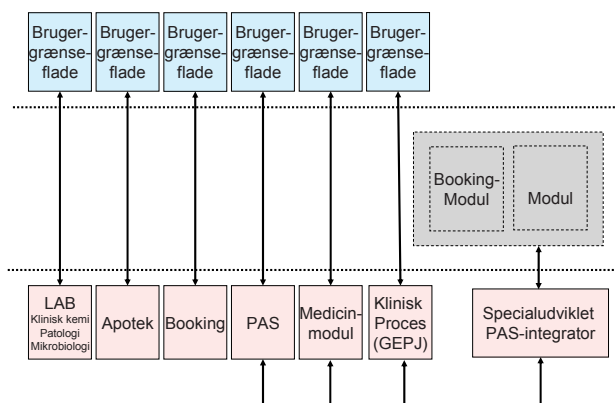 Bruger-
grænse-
flade
Bruger-
grænse-
flade
Bruger-
grænse-
flade
Bruger-
grænse-
flade
Bruger-
grænse-
flade
Bruger-
grænse-
flade
Booking-
Modul
Modul
LAB
Klinisk kemi
Patologi
Mikrobiologi
Apotek
Booking
PAS
Medicin-
modul
Klinisk
Proces
(GEPJ)
Specialudviklet
PAS-integrator